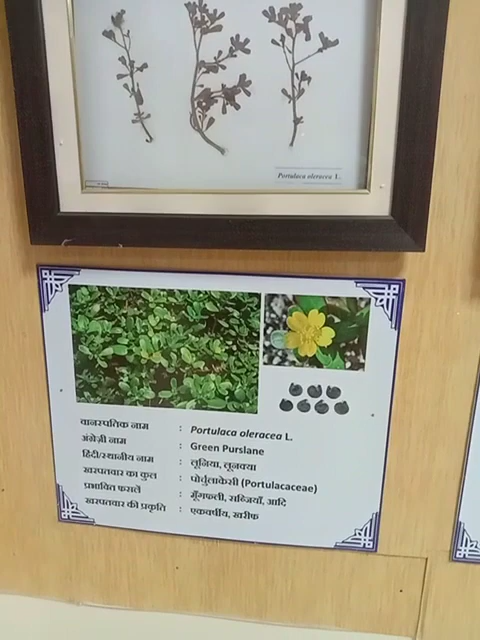 Portulaca oleracea L.
वानस्पतिक नाम : Portulaca oleracea L.
अंग्रेज़ी नाम : Green Purslane
हिंदी/स्थानीय नाम : लूनिया, लूनक्या
खरपतवार का कुल : पोर्चुलाकेसी (Portulacaceae)
प्रभावित फसलें : मूँगफली, सब्जियाँ, आदि
खरपतवार की प्रकृति : एकवर्षीय, खरीफ